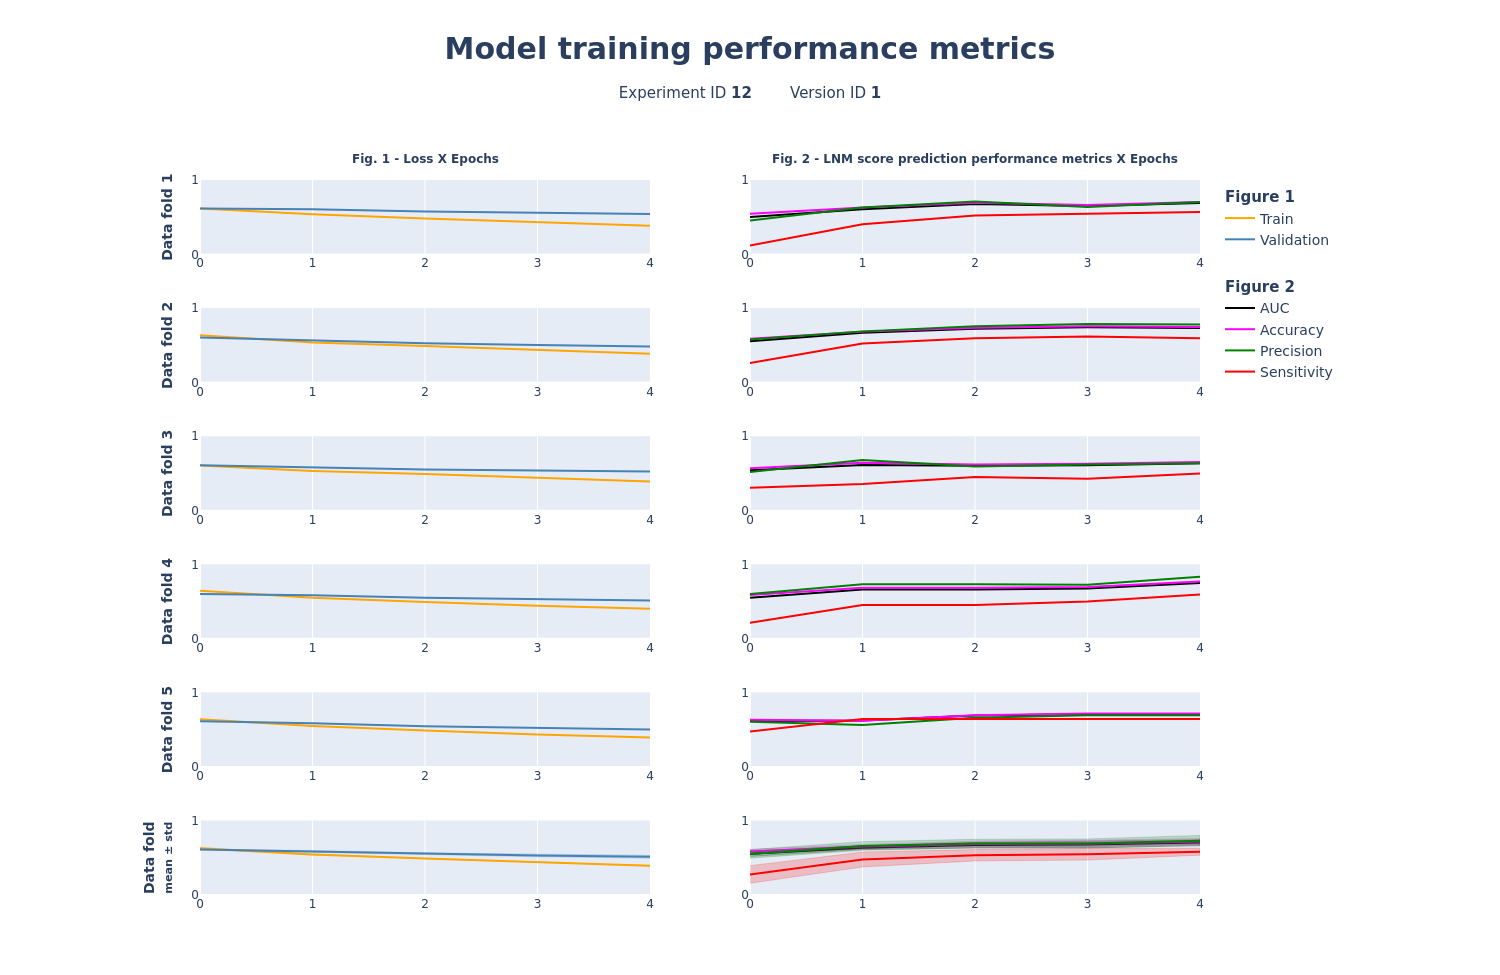 Model training performance metrics
Experiment ID 12 Version ID 1
Fig. 1 - Loss X Epochs
Fig. 2 - LNM score prediction performance metrics X Epochs
Data fold 1
1
0
0 1 2 3 4
1
0
0 1 2 3 4
Figure 1
Train
Validation
Figure 2
AUC
Accuracy
Precision
Sensitivity
Data fold 2
1
0
0 1 2 3 4
1
0
0 1 2 3 4
Data fold 3
1
0
0 1 2 3 4
1
0
0 1 2 3 4
Data fold 4
1
0
0 1 2 3 4
1
0
0 1 2 3 4
Data fold 5
1
0
0 1 2 3 4
1
0
0 1 2 3 4
Data fold
mean ± std
1
0
0 1 2 3 4
1
0
0 1 2 3 4